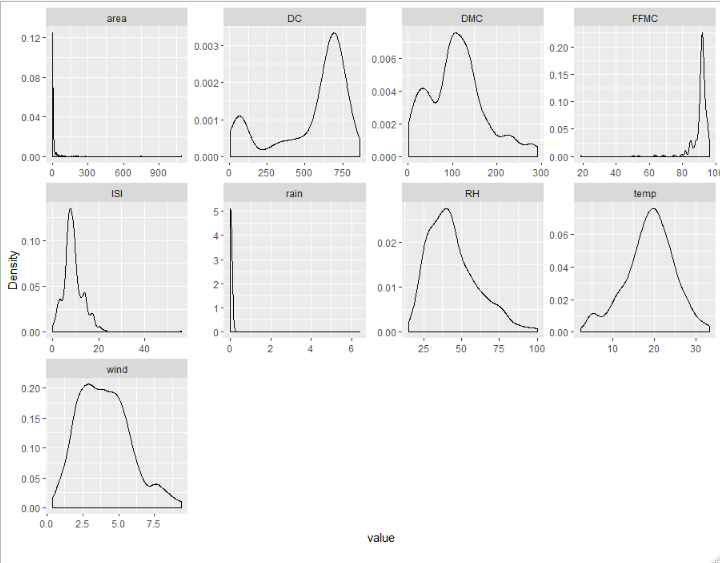 area DC DMC FFMC
0.12 0.08 0.04 0.00
0.003 0.002 0.001 0.000
0.006 0.004 0.002 0.000
0.20 0.15 0.10 0.05 0.00
0 300 600 900
0 250 500 750
0 100 200 300
20 40 60 80 100
ISI rain RH temp
0.10 0.05 0.00
5 4 3 2 1 0
0.02 0.01 0.00
0.06 0.04 0.02 0.00
0 20 40
0 2 4 6
25 50 75 100
10 20 30
Density
wind
0.20 0.15 0.10 0.05 0.00
0.0 2.5 5.0 7.5
value